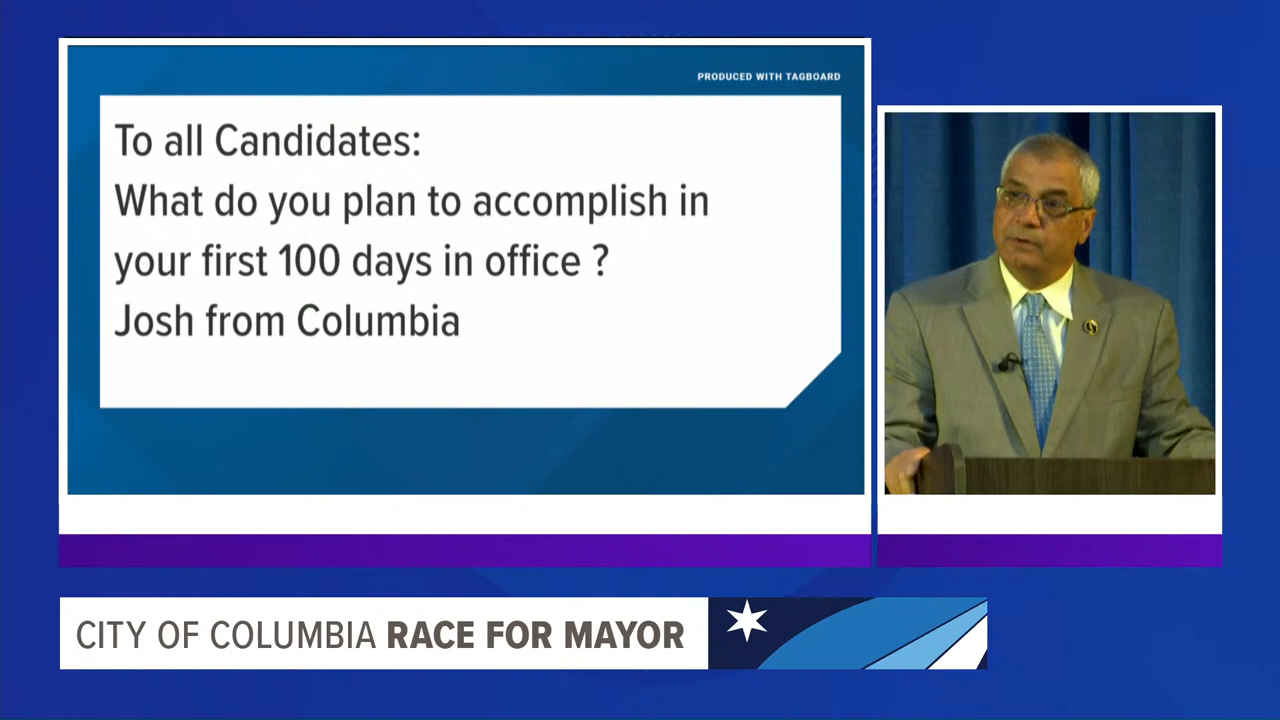 PRODUCED WITH TAGBOARD
To all Candidates:
What do you plan to accomplish in
your first 100 days in office ?
Josh from Columbia
CITY OF COLUMBIA RACE FOR MAYOR